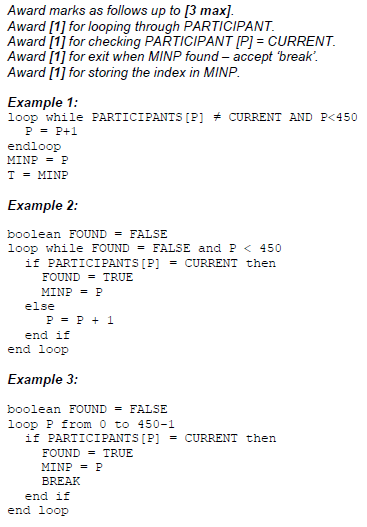 Award marks as follows up to [3 max].
Award [1] for looping through PARTICIPANT.
Award [1] for checking PARTICIPANT [P] = CURRENT.
Award [1] for exit when MINP found – accept ‘break’.
Award [1] for storing the index in MINP.
Example 1:
loop while PARTICIPANTS[P] ≠ CURRENT AND P<450
P = P+1
endloop
MINP = P
T = MINP
Example 2:
boolean FOUND = FALSE
loop while FOUND = FALSE and P < 450
if PARTICIPANTS[P] = CURRENT then
FOUND = TRUE
MINP = P
else
P = P + 1
end if
end loop
Example 3:
boolean FOUND = FALSE
loop P from 0 to 450-1
if PARTICIPANTS[P] = CURRENT then
FOUND = TRUE
MINP = P
BREAK
end if
end loop